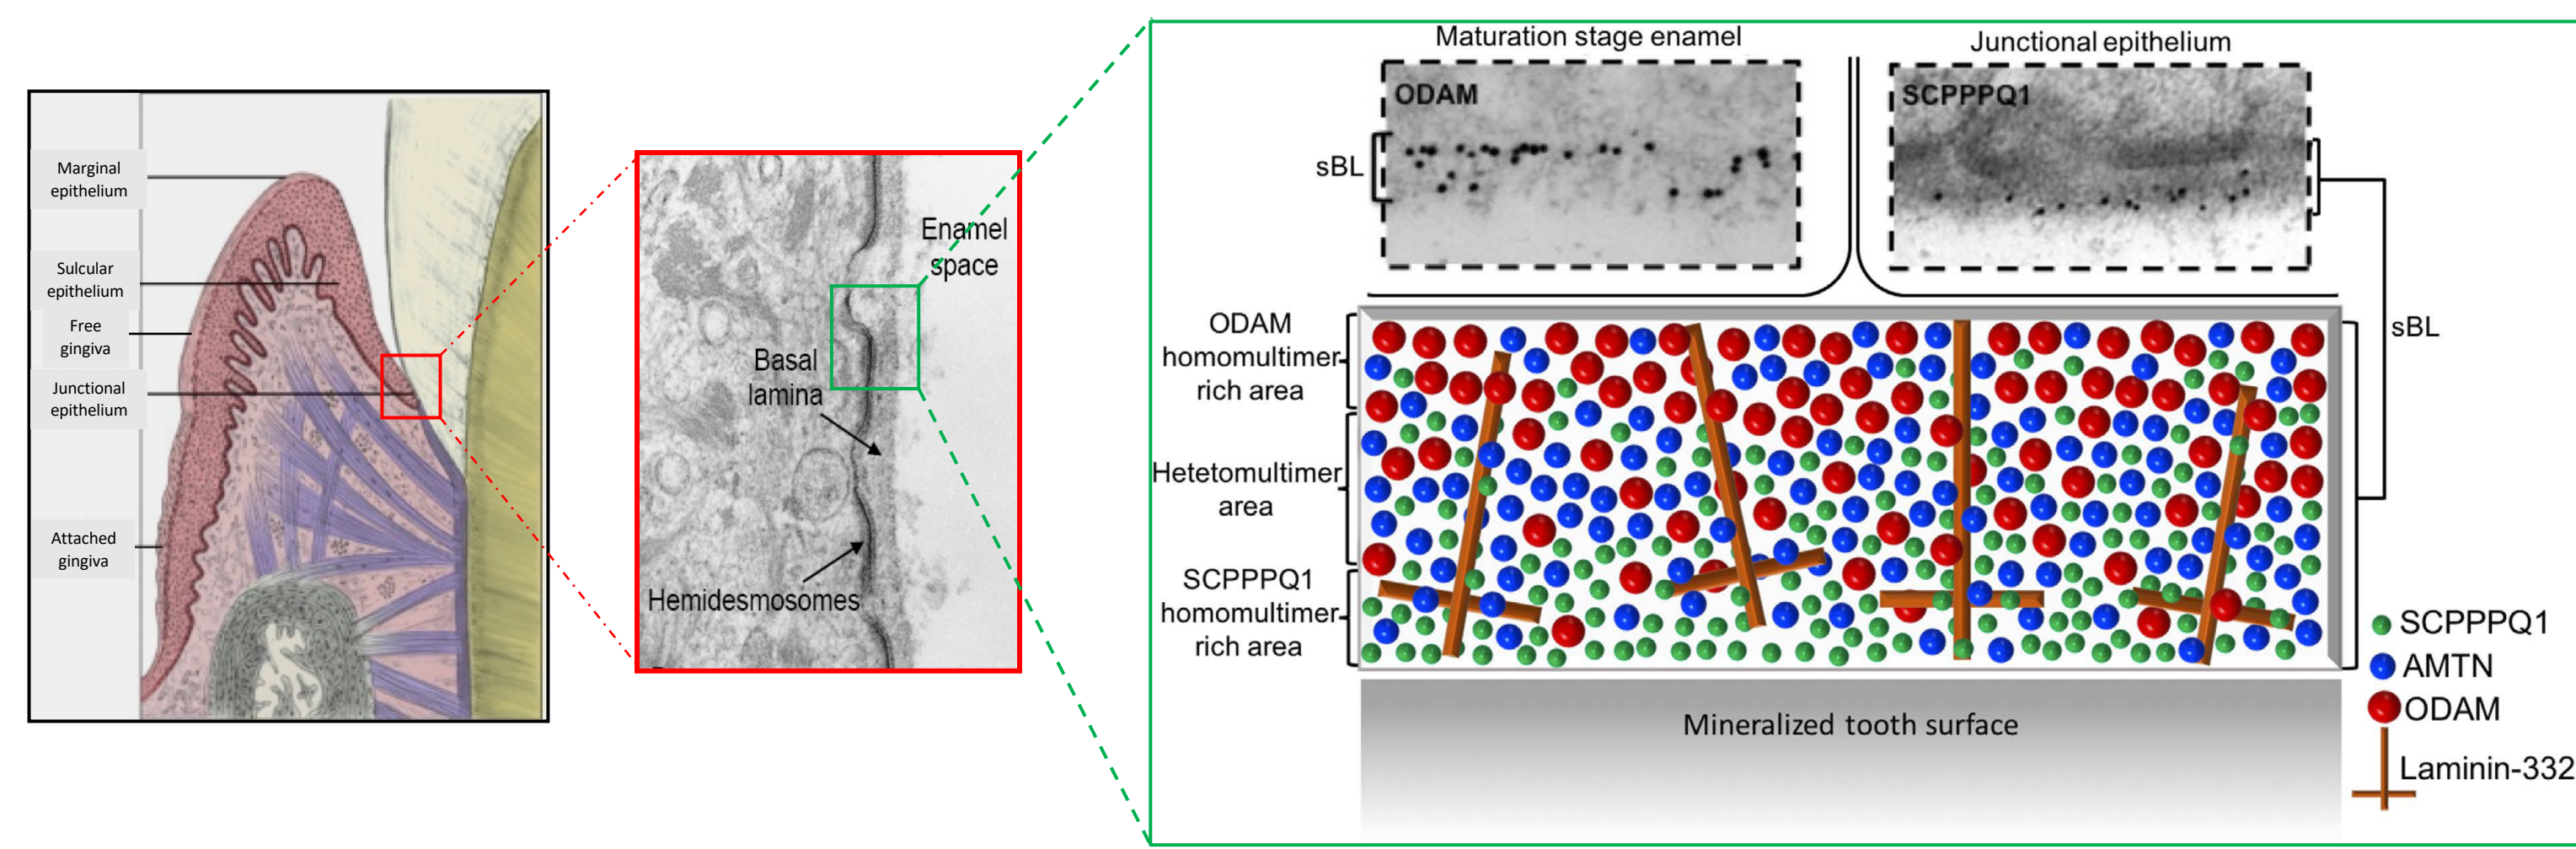 Marginal
epithelium
Sulcular
epithelium
Free
gingiva
Junctional
epithelium
Attached
gingiva
Enamel
space
Basal
lamina
Hemidesmosomes
Maturation stage enamel
Junctional epithelium
ODAM
SCPPPQ1
sBL
sBL
ODAM
homomultimer
rich area
Hetetomultimer
area
SCPPPQ1
homomultimer
rich area
Mineralized tooth surface
SCPPPQ1
AMTN
ODAM
Laminin-332